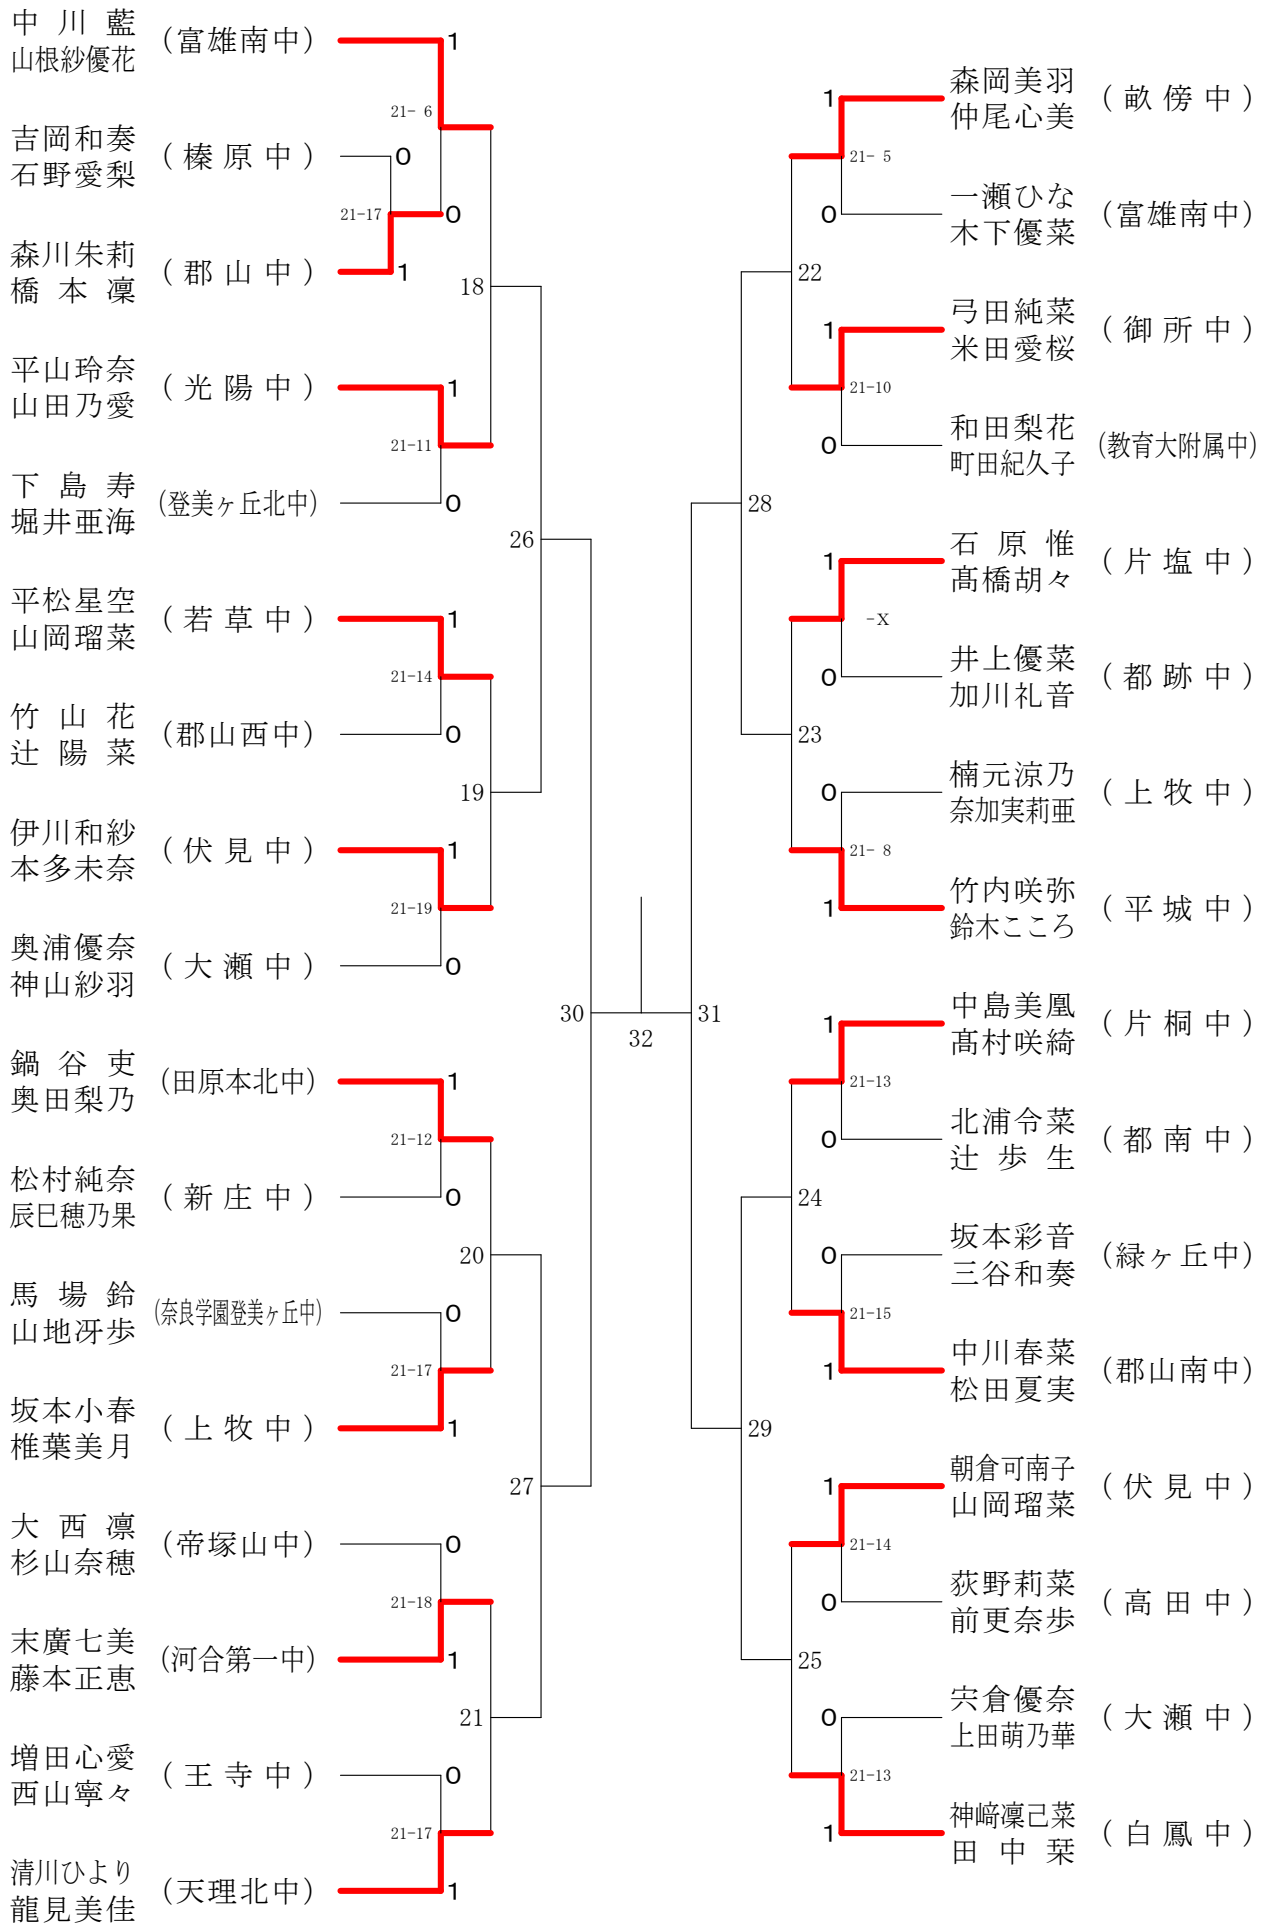 中川藍
山根紗優花
(富雄南中)
1
21- 6
吉岡和奏
石野愛梨
(榛原中)
0
21-17
0
森川朱莉
橋本凜
(郡山中)
1
18
平山玲奈
山田乃愛
(光陽中)
1
21-11
下島寿
堀井亜海
(登美ヶ丘北中)
0
26
平松星空
山岡瑠菜
(若草中)
1
21-14
竹山花
辻陽菜
(郡山西中)
0
19
伊川和紗
本多未奈
(伏見中)
1
21-19
奥浦優奈
神山紗羽
(大瀬中)
0
30
鍋谷吏
奥田梨乃
(田原本北中)
1
21-12
松村純奈
辰巳穂乃果
(新庄中)
0
20
馬場鈴
山地冴歩
(奈良学園登美ヶ丘中)
0
21-17
坂本小春
椎葉美月
(上牧中)
1
27
大西凛
杉山奈穂
(帝塚山中)
0
21-18
末廣七美
藤本正恵
(河合第一中)
1
21
増田心愛
西山寧々
(王寺中)
0
21-17
清川ひより
龍見美佳
(天理北中)
1
32
森岡美羽
仲尾心美
(畝傍中)
1
21- 5
一瀬ひな
木下優菜
(富雄南中)
0
22
弓田純菜
米田愛桜
(御所中)
1
21-10
和田梨花
町田紀久子
(教育大附属中)
0
28
石原惟
髙橋胡々
(片塩中)
1
-X
井上優菜
加川礼音
(都跡中)
0
23
楠元涼乃
奈加実莉亜
(上牧中)
0
21- 8
竹内咲弥
鈴木こころ
(平城中)
1
31
中島美凰
髙村咲綺
(片桐中)
1
21-13
北浦令菜
辻歩生
(都南中)
0
24
坂本彩音
三谷和奏
(緑ヶ丘中)
0
21-15
中川春菜
松田夏実
(郡山南中)
1
29
朝倉可南子
山岡瑠菜
(伏見中)
1
21-14
荻野莉菜
前更奈歩
(高田中)
0
25
宍倉優奈
上田萌乃華
(大瀬中)
0
21-13
神﨑凜己菜
田中栞
(白鳳中)
1